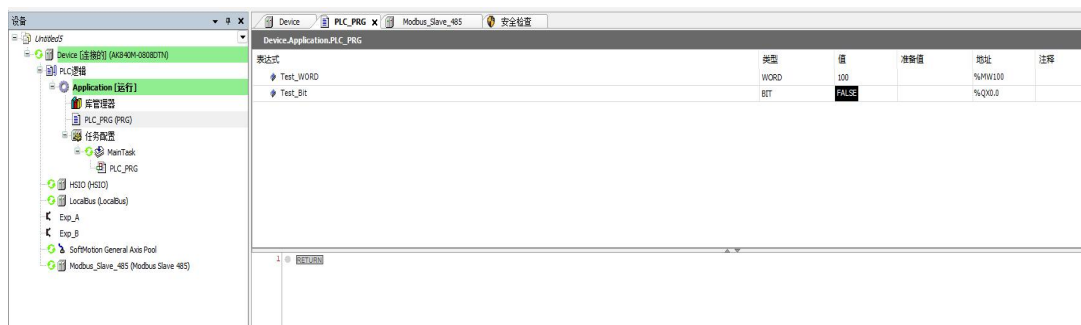 设备
Untitled5
Device [连接的] (AK840M-0808DTN)
PLC逻辑
Application [运行]
库管理器
PLC_PRG (PRG)
任务配置
MainTask
PLC_PRG
HSIO (HSIO)
LocalBus (LocalBus)
Exp_A
Exp_B
SoftMotion General Axis Pool
Modbus_Slave_485 (Modbus Slave 485)
Device PLC_PRG Modbus_Slave_485 安全检查
Device.Application.PLC_PRG
表达式 类型 值 准备值 地址 注释
Test_WORD WORD 100 %MW100
Test_Bit BIT FALSE %QX0.0
1 RETURN